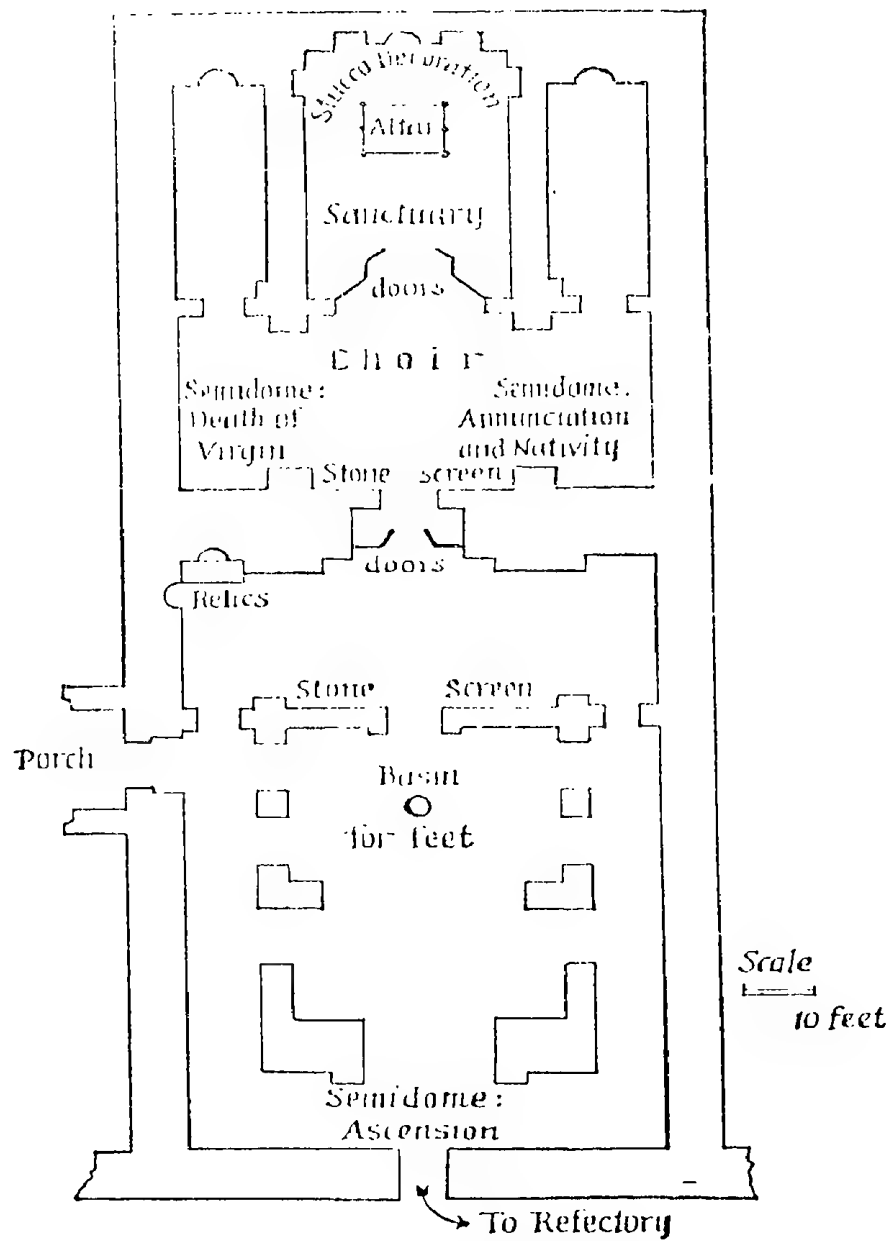 Stucco Decoration
Altar
Sanctuary
doors
Choir
Semidome:
Death of
Virgin
Semidome:
Annunciation
and Nativity
Stone Screen
doors
Relics
Stone Screen
Porch
Basin
for feet
Scale
10 feet
Semidome:
Ascension
To Refectory